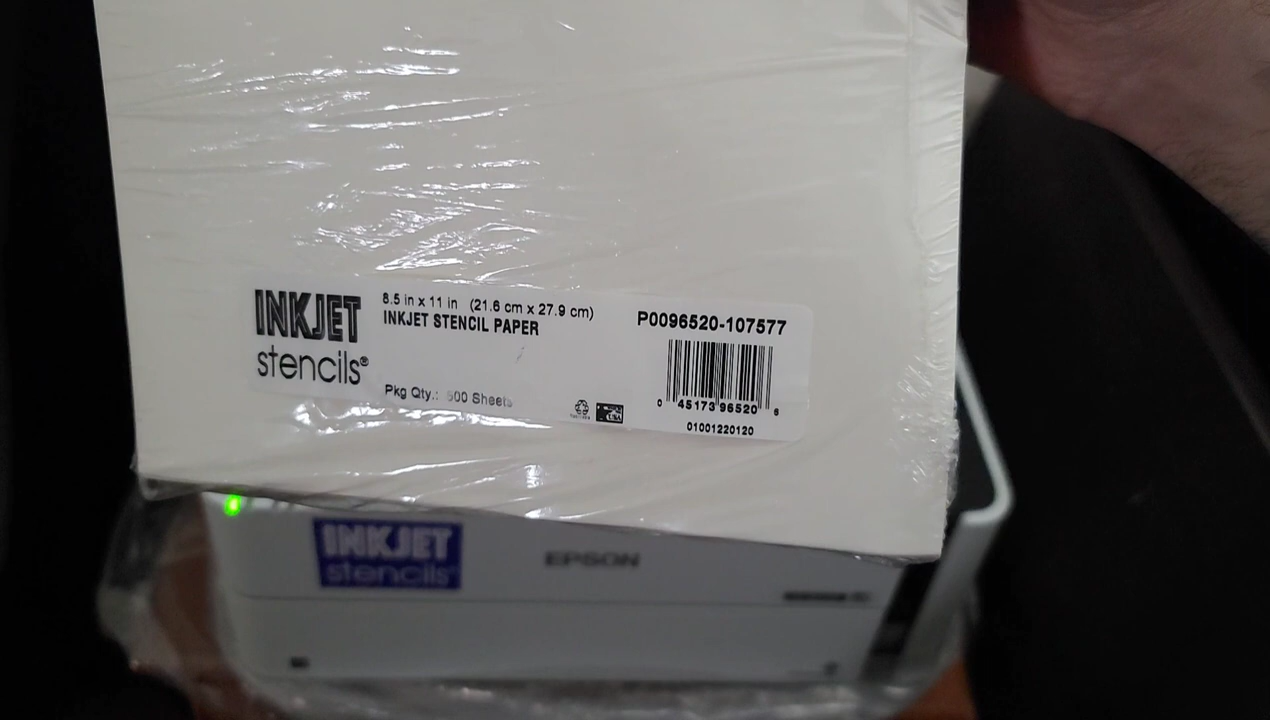 INKJET
stencils®
8.5 in x 11 in (21.6 cm x 27.9 cm)
INKJET STENCIL PAPER
Pkg Qty.: 500 Sheets
P0096520-107577
0 45173 96520 6
01001220120
USA
INKJET
stencils®
EPSON